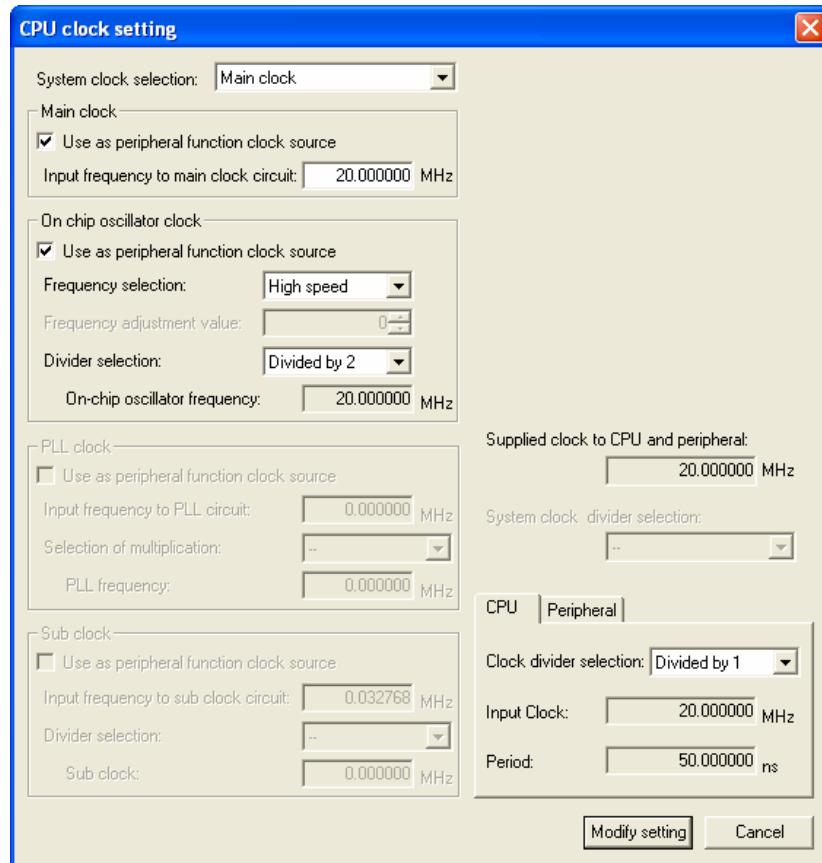 CPU clock setting
System clock selection: Main clock
Main clock
Use as peripheral function clock source
Input frequency to main clock circuit: 20.000000 MHz
On chip oscillator clock
Use as peripheral function clock source
Frequency selection: High speed
Frequency adjustment value: 0
Divider selection: Divided by 2
On-chip oscillator frequency: 20.000000 MHz
PLL clock
Use as peripheral function clock source
Input frequency to PLL circuit: 0.000000 MHz
Selection of multiplication: --
PLL frequency: 0.000000 MHz
Sub clock
Use as peripheral function clock source
Input frequency to sub clock circuit: 0.032768 MHz
Divider selection: --
Sub clock: 0.000000 MHz
Supplied clock to CPU and peripheral:
20.000000 MHz
System clock divider selection:
--
CPU Peripheral
Clock divider selection: Divided by 1
Input Clock: 20.000000 MHz
Period: 50.000000 ns
Modify setting Cancel